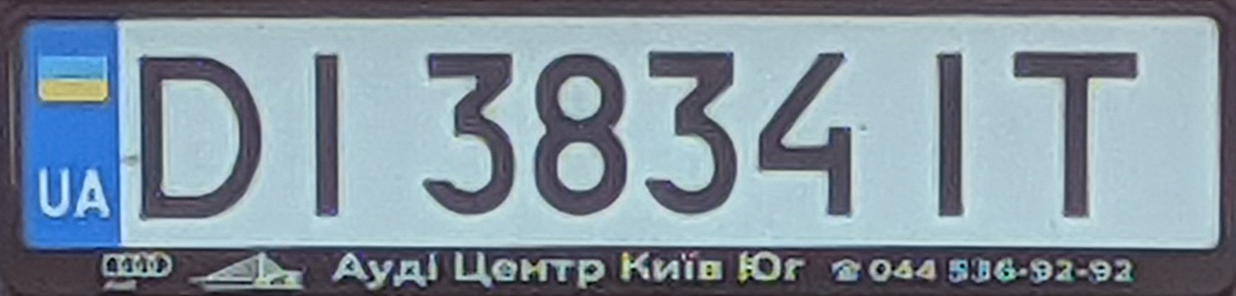 UA DI 3834 IT
Ауді Центр Київ Юг ☎ 044 536-92-92